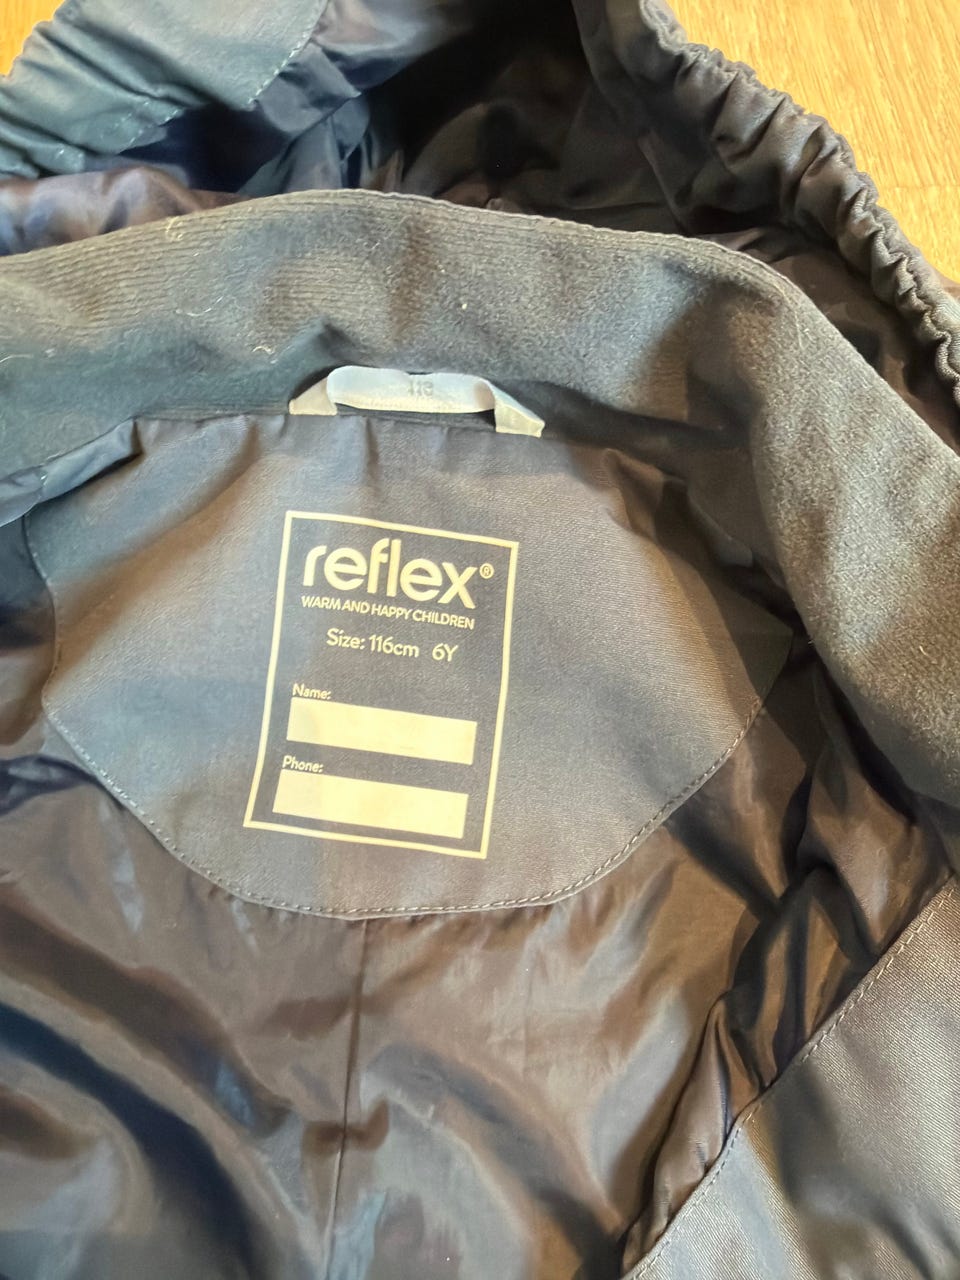 reflex®
WARM AND HAPPY CHILDREN
Size: 116cm 6Y
Name:
Phone: